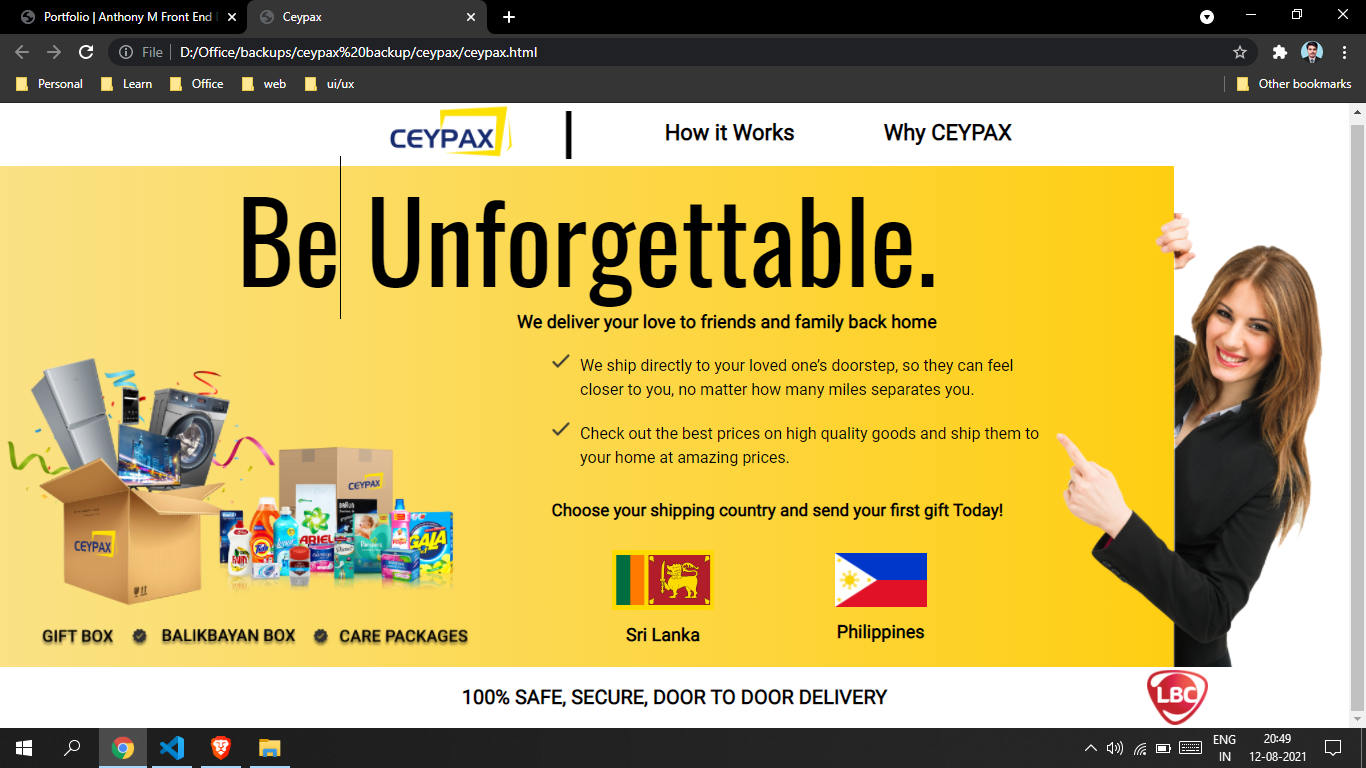 Portfolio | Anthony M Front End
Ceypax
File
D:/Office/backups/ceypax%20backup/ceypax/ceypax.html
Personal
Learn
Office
web
ui/ux
Other bookmarks
CEYPAX
How it Works
Why CEYPAX
Be Unforgettable.
We deliver your love to friends and family back home
We ship directly to your loved one’s doorstep, so they can feel
closer to you, no matter how many miles separates you.
Check out the best prices on high quality goods and ship them to
your home at amazing prices.
Choose your shipping country and send your first gift Today!
CEYPAX
CEYPAX
ARIEL
GALA
GIFT BOX
BALIKBAYAN BOX
CARE PACKAGES
Sri Lanka
Philippines
100% SAFE, SECURE, DOOR TO DOOR DELIVERY
LBC
ENG
IN
20:49
12-08-2021